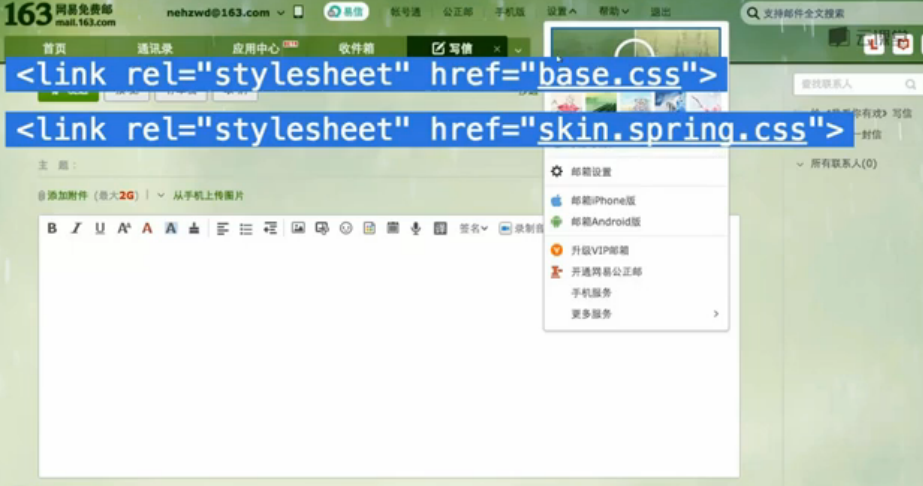 163 网易免费邮 mail.163.com nehzwd@163.com 易信 帐号通 公正邮 手机版 设置 帮助 退出 支持邮件全文搜索
首页 通讯录 应用中心 收件箱 写信 × 云课堂
<link rel="stylesheet" href="base.css">
查找联系人
<link rel="stylesheet" href="skin.spring.css">
写信
一封信
主 题:
所有联系人(0)
添加附件 (最大2G) 从手机上传图片
邮箱设置
邮箱iPhone版
邮箱Android版
B I U A A A 签名 录制音
升级VIP邮箱
开通网易公正邮
手机服务
更多服务